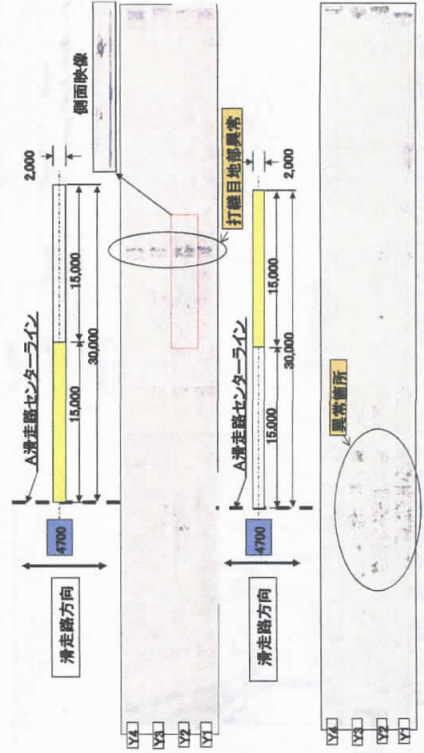 側面映像
2,000
15,000
15,000
30,000
A滑走路センターライン
4700
滑走路方向
打継目地部異常
Y4
Y3
Y2
Y1
2,000
15,000
15,000
30,000
A滑走路センターライン
4700
滑走路方向
異常箇所
Y4
Y3
Y2
Y1